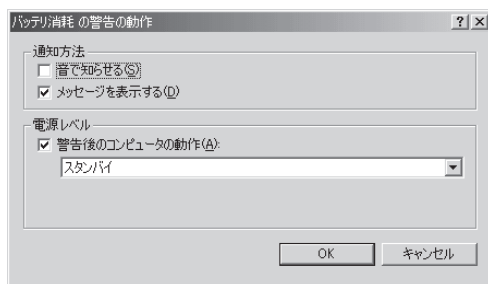 バッテリ消耗 の警告の動作
通知方法
音で知らせる(S)
メッセージを表示する(D)
電源レベル
警告後のコンピュータの動作(A):
スタンバイ
OK キャンセル